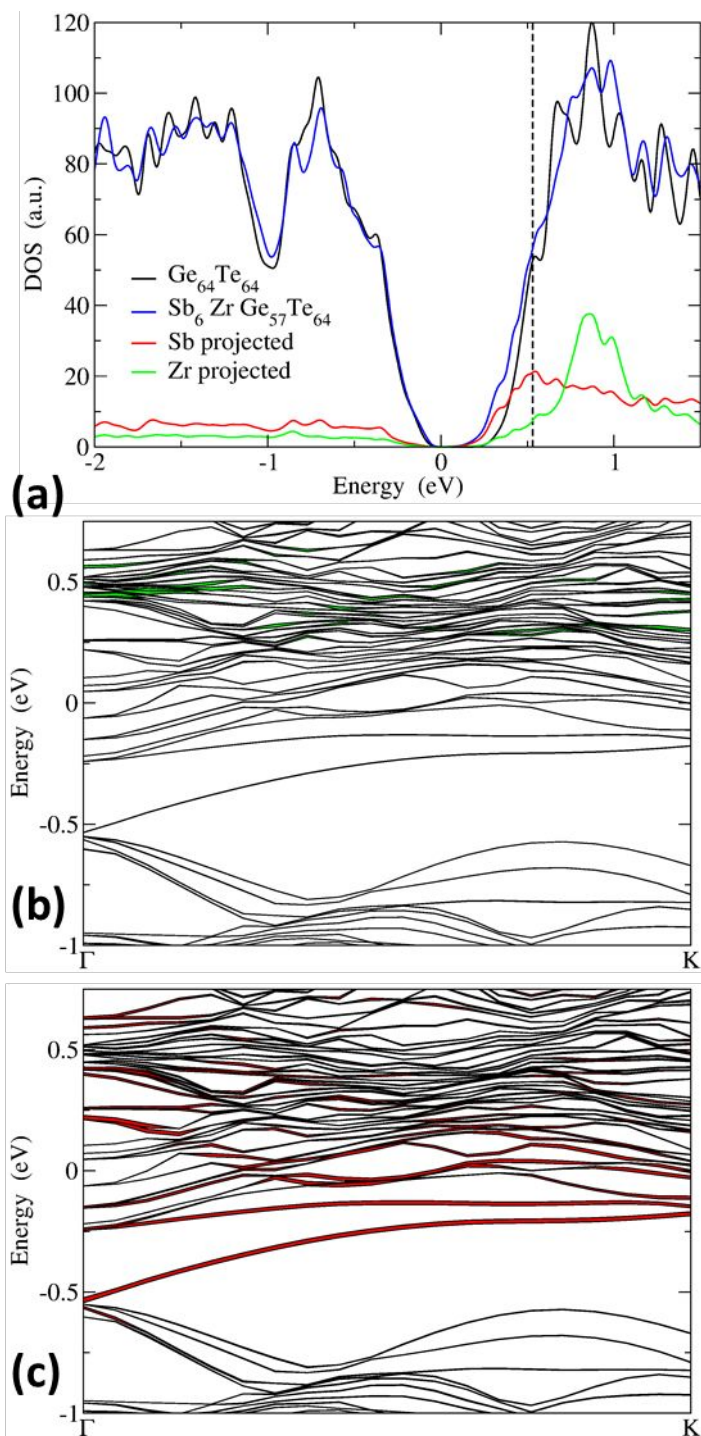 120
100
80
60
40
20
0
DOS (a.u.)
Ge₆₄Te₆₄
Sb₆ Zr Ge₅₇Te₆₄
Sb projected
Zr projected
-2 -1 0 1
Energy (eV)
(a)
0.5
0
-0.5
-1
Energy (eV)
(b)
Γ K
0.5
0
-0.5
-1
Energy (eV)
(c)
Γ K